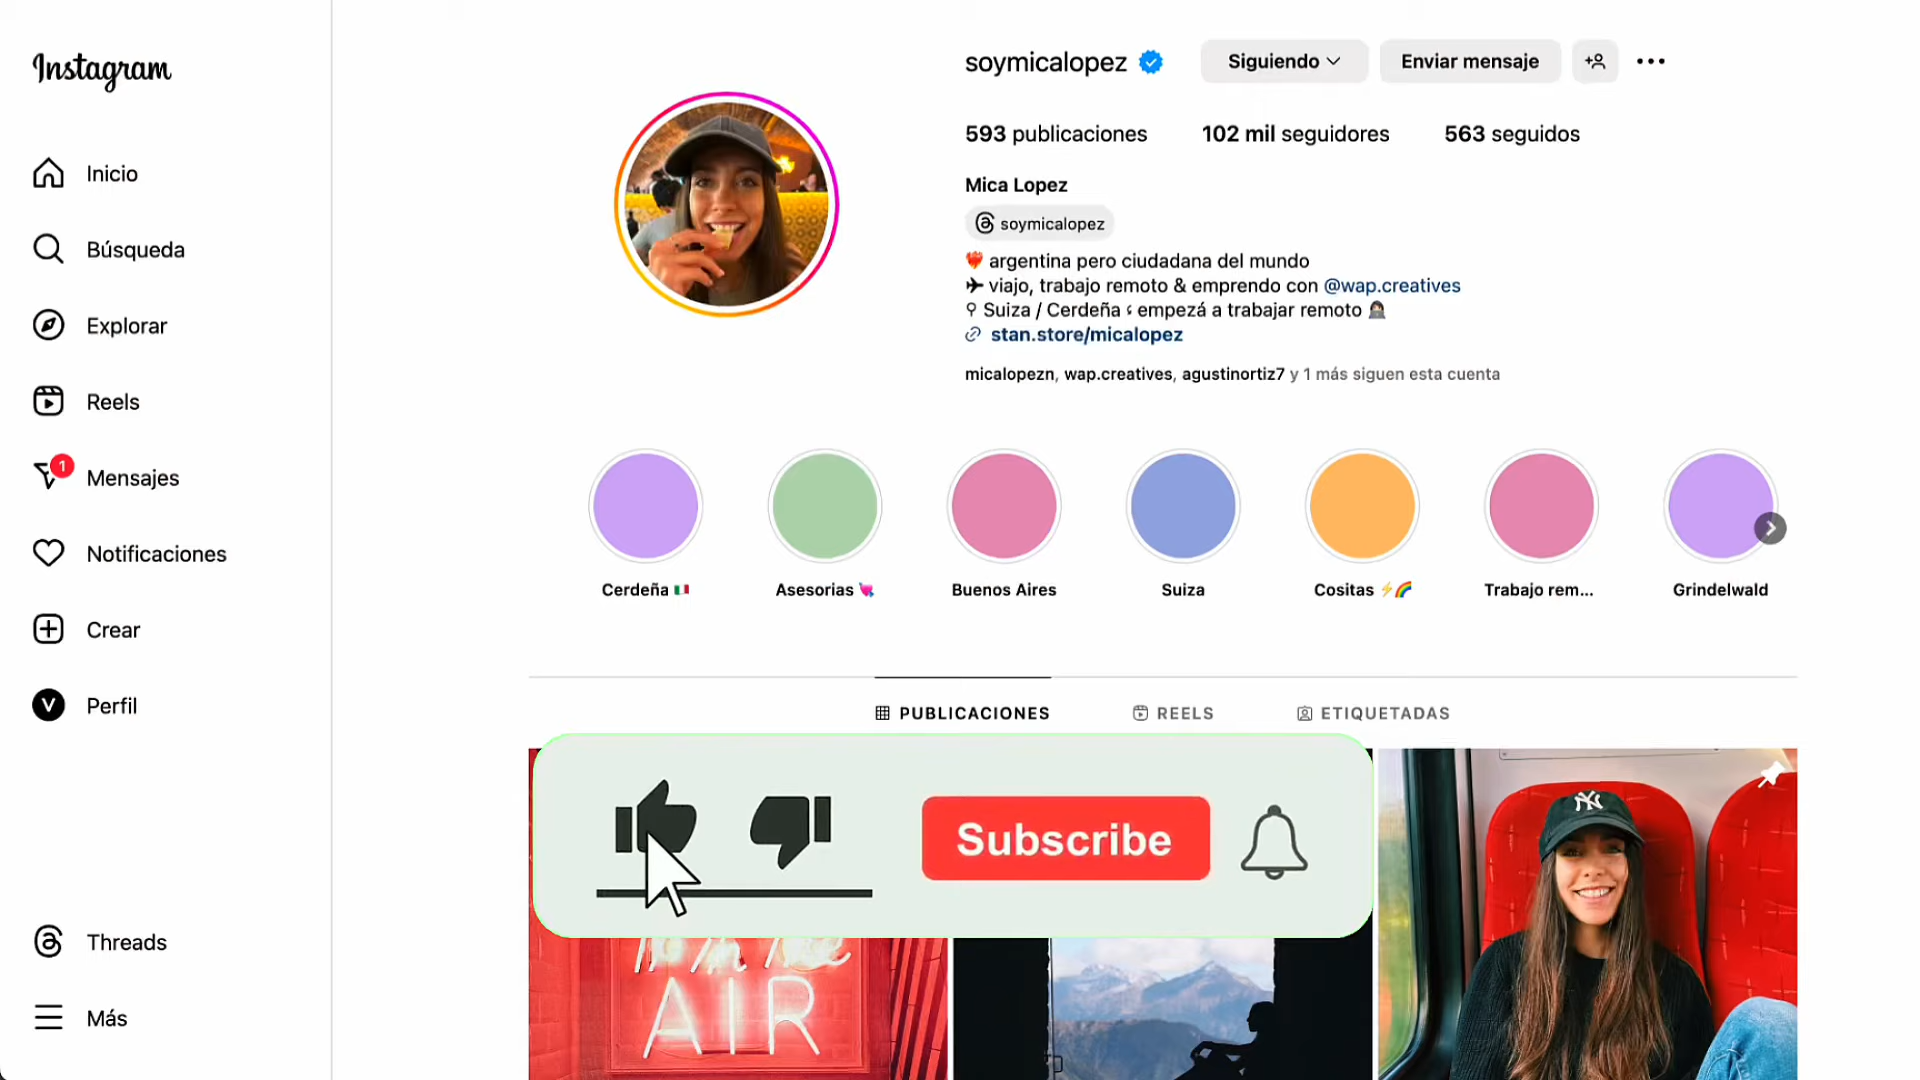 Instagram
Inicio
Búsqueda
Explorar
Reels
1
Mensajes
Notificaciones
Crear
V
Perfil
Threads
Más
soymicalopez
Siguiendo
Enviar mensaje
593 publicaciones
102 mil seguidores
563 seguidos
Mica Lopez
soymicalopez
❤️‍🔥 argentina pero ciudadana del mundo
✈ viajo, trabajo remoto & emprendo con @wap.creatives
⚲ Suiza / Cerdeña ⸽ empezá a trabajar remoto 👩🏻‍💻
stan.store/micalopez
micalopezn, wap.creatives, agustinortiz7 y 1 más siguen esta cuenta
Cerdeña 🇮🇹
Asesorias 💘
Buenos Aires
Suiza
Cositas ⚡🌈
Trabajo rem...
Grindelwald
PUBLICACIONES
REELS
ETIQUETADAS
Subscribe
AIR
NY